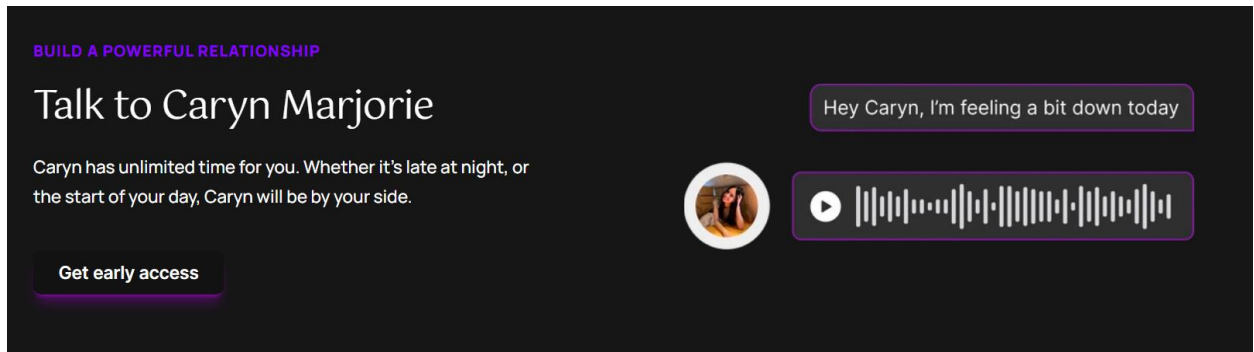 BUILD A POWERFUL RELATIONSHIP
Talk to Caryn Marjorie
Caryn has unlimited time for you. Whether it's late at night, or
the start of your day, Caryn will be by your side.
Get early access
Hey Caryn, I'm feeling a bit down today